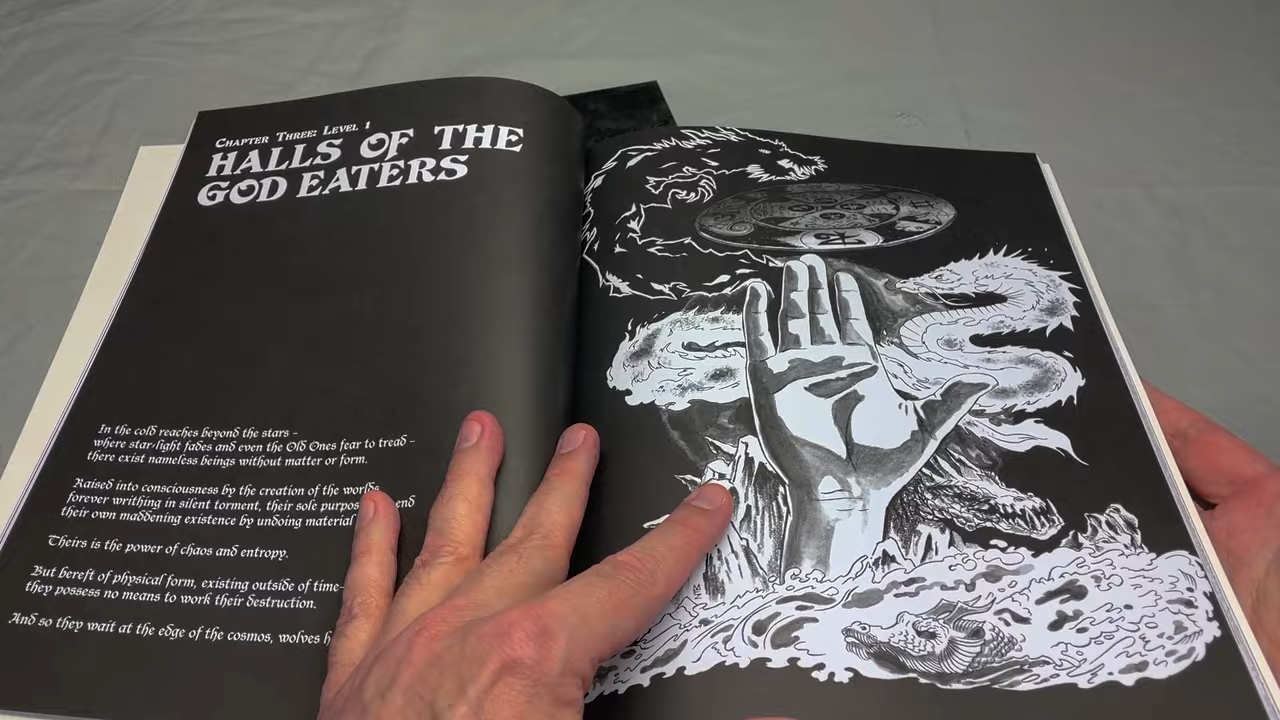 Chapter Three: Level 1
HALLS OF THE
GOD EATERS
In the cold reaches beyond the stars –
where star-light fades and even the Old Ones fear to tread –
there exist nameless beings without matter or form.
Raised into consciousness by the creation of the worlds
forever writhing in silent torment, their sole end
their own maddening existence by undoing material
Theirs is the power of chaos and entropy.
But bereft of physical form, existing outside of time–
they possess no means to work their destruction.
And so they wait at the edge of the cosmos, wolves